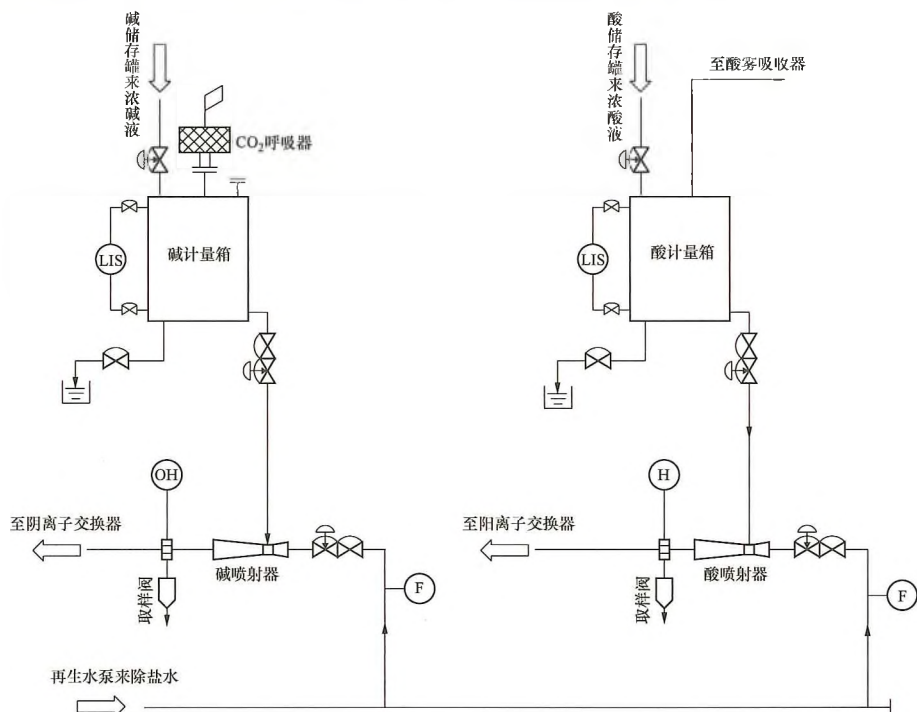 碱储存罐来浓碱液
CO₂呼吸器
LIS
碱计量箱
OH
至阴离子交换器
碱喷射器
取样阀
F
酸储存罐来浓酸液
至酸雾吸收器
LIS
酸计量箱
H
至阳离子交换器
酸喷射器
取样阀
F
再生水泵来除盐水